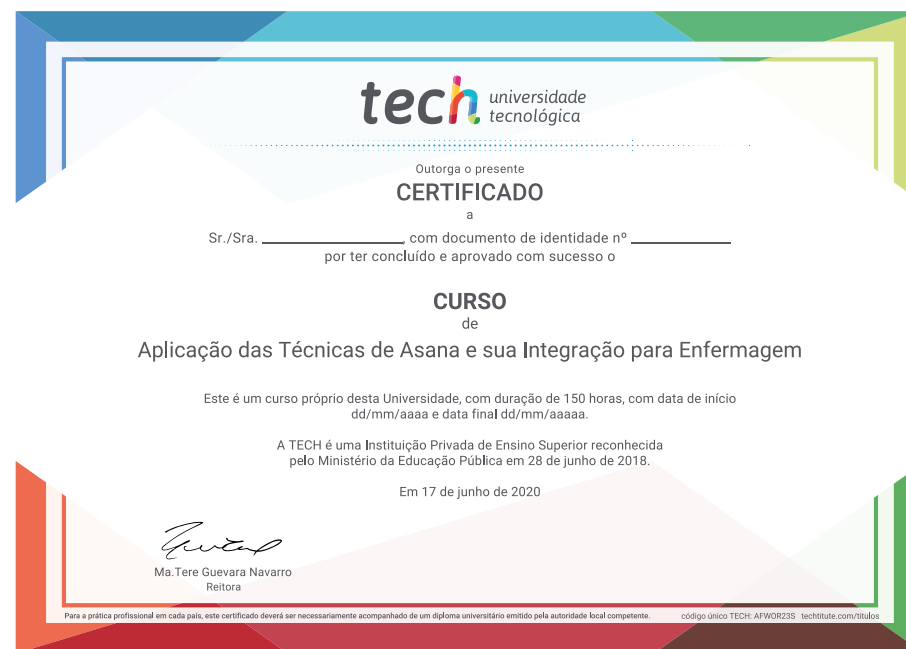 tech universidade
tecnológica
Outorga o presente
CERTIFICADO
a
Sr./Sra. ____________, com documento de identidade nº ____________
por ter concluído e aprovado com sucesso o
CURSO
de
Aplicação das Técnicas de Asana e sua Integração para Enfermagem
Este é um curso próprio desta Universidade, com duração de 150 horas, com data de início
dd/mm/aaaa e data final dd/mm/aaaaa.
A TECH é uma Instituição Privada de Ensino Superior reconhecida
pelo Ministério da Educação Pública em 28 de junho de 2018.
Em 17 de junho de 2020
Ma.Tere Guevara Navarro
Reitora
Para a prática profissional em cada país, este certificado deverá ser necessariamente acompanhado de um diploma universitário emitido pela autoridade local competente. código único TECH: AFWOR23S techtitute.com/titulos